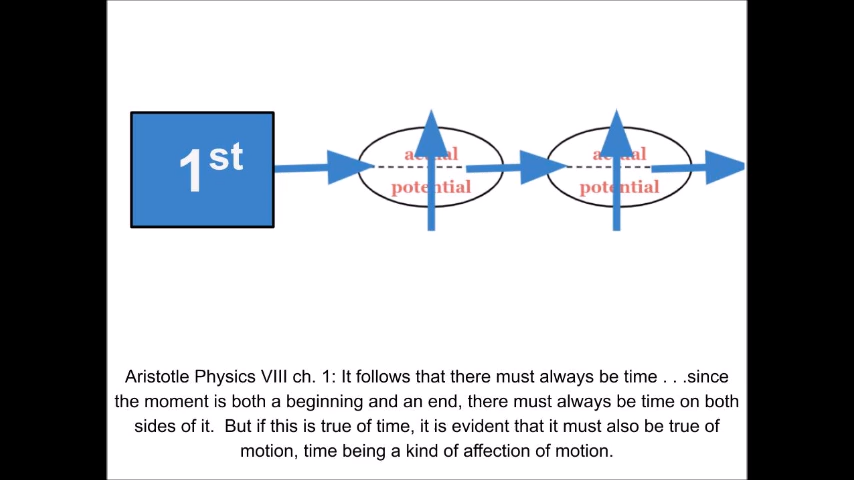 1st
actual actual
potential potential
Aristotle Physics VIII ch. 1: It follows that there must always be time . . .since
the moment is both a beginning and an end, there must always be time on both
sides of it.  But if this is true of time, it is evident that it must also be true of
motion, time being a kind of affection of motion.